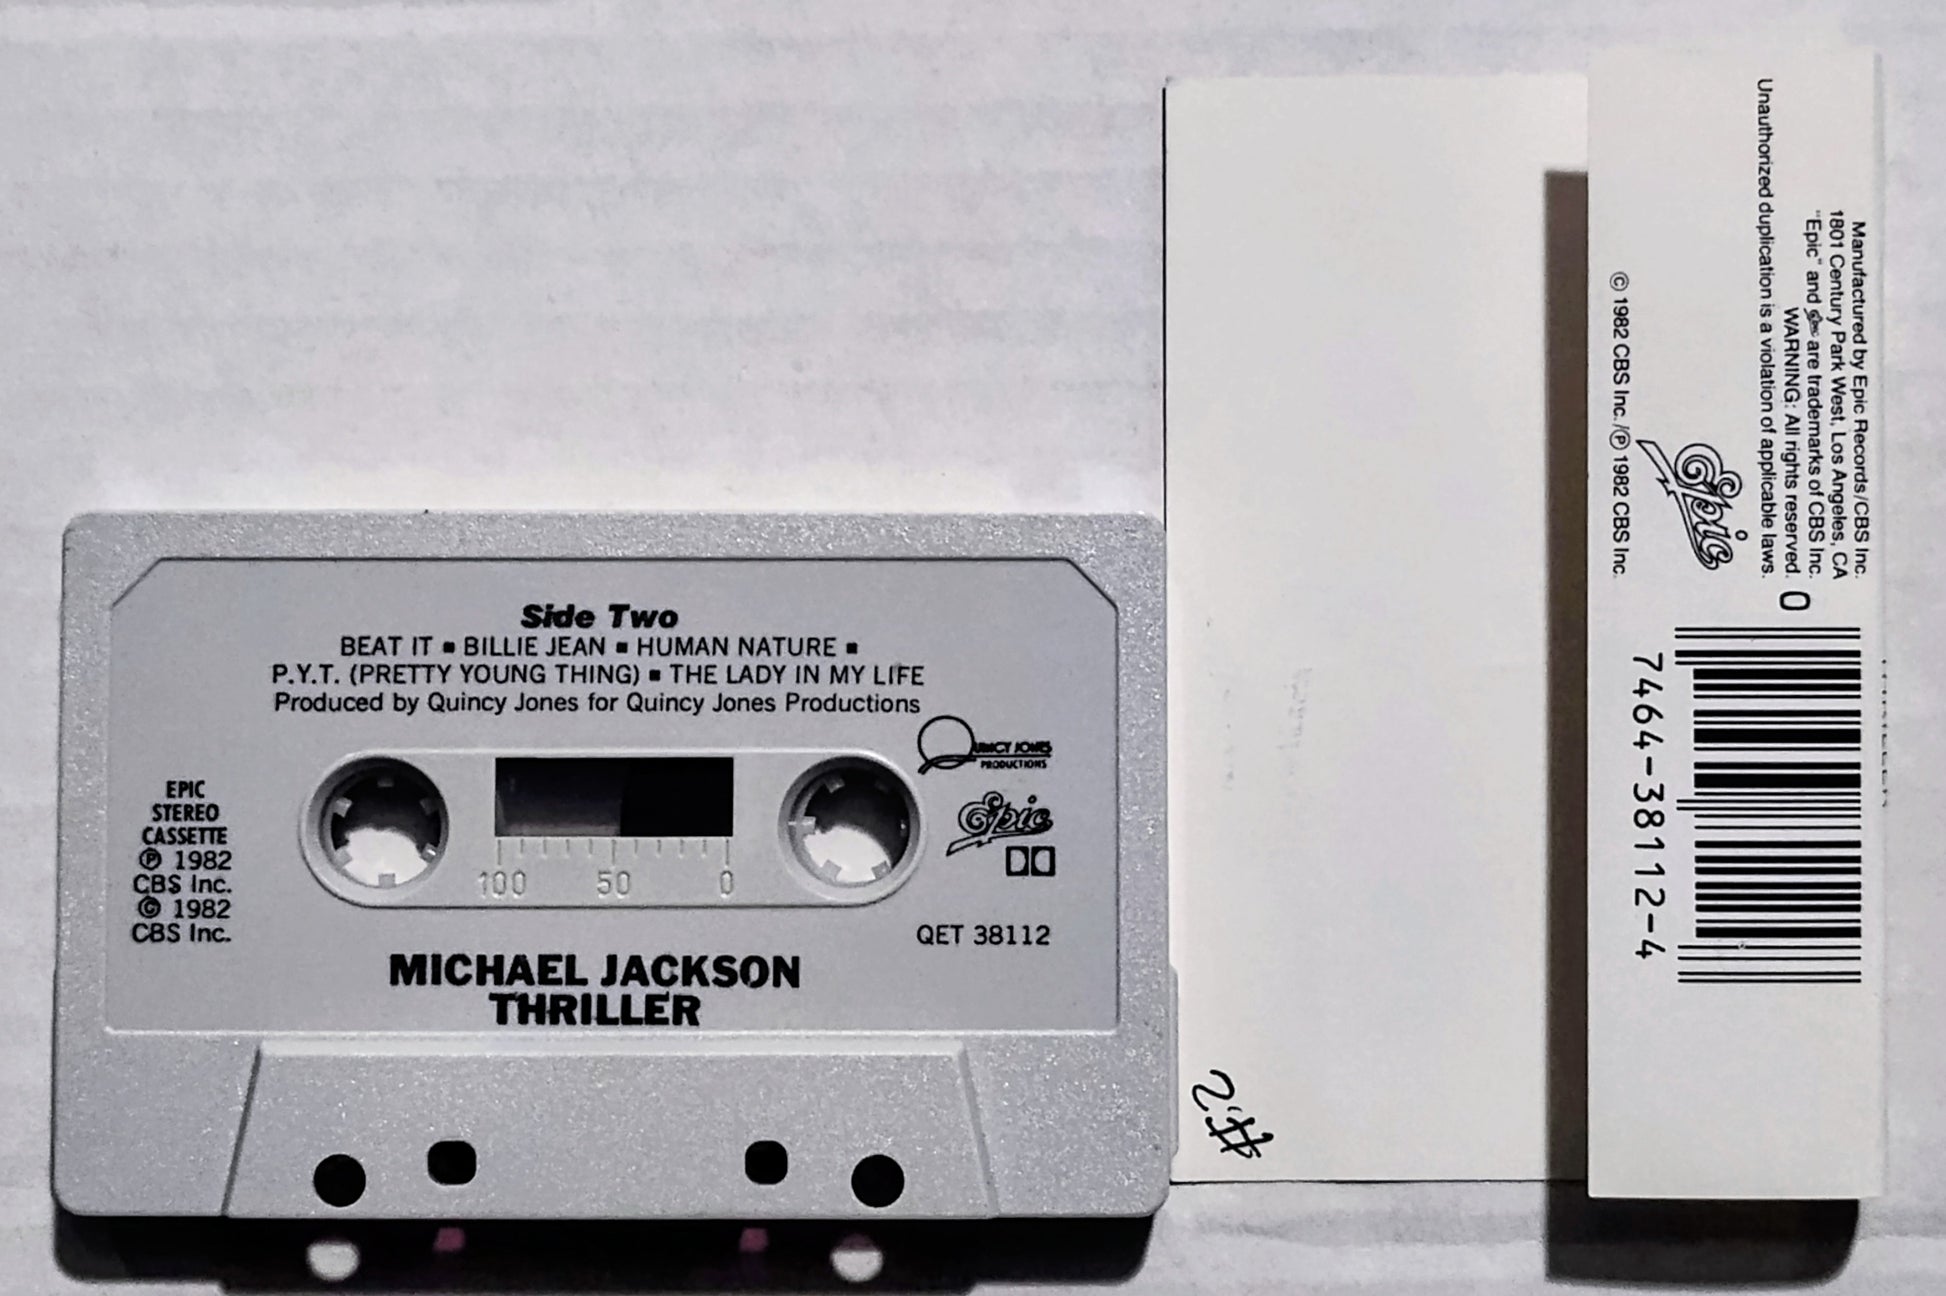 Side Two
BEAT IT ▪ BILLIE JEAN ▪ HUMAN NATURE ▪
P.Y.T. (PRETTY YOUNG THING) ▪ THE LADY IN MY LIFE
Produced by Quincy Jones for Quincy Jones Productions
QUINCY JONES
PRODUCTIONS
Epic
EPIC
STEREO
CASSETTE
℗ 1982
CBS Inc.
© 1982
CBS Inc.
100 50 0
QET 38112
MICHAEL JACKSON
THRILLER
Manufactured by Epic Records/CBS Inc.
1801 Century Park West, Los Angeles, CA
"Epic" and Epic are trademarks of CBS Inc.
WARNING: All rights reserved.
Unauthorized duplication is a violation of applicable laws.
Epic
© 1982 CBS Inc./℗ 1982 CBS Inc.
0
7464-38112-4